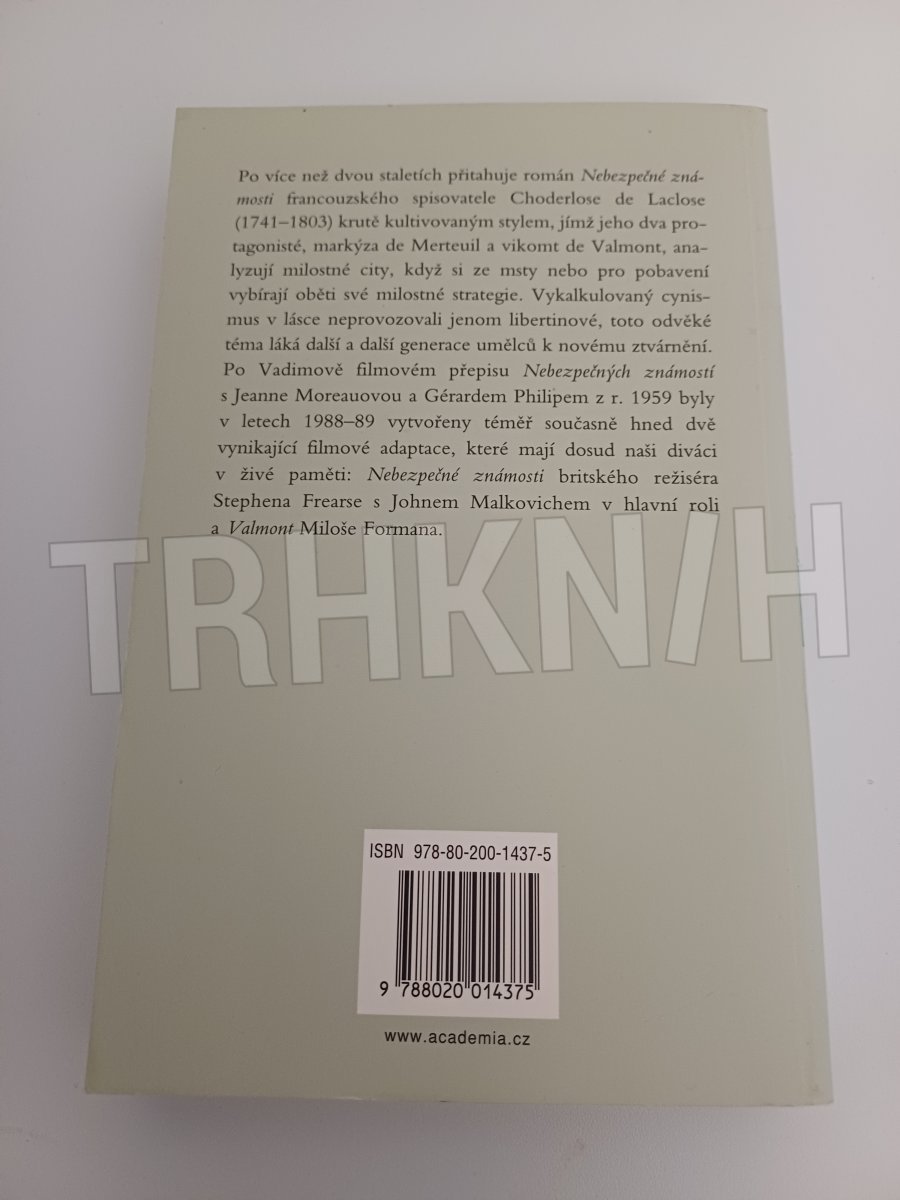 Po více než dvou staletích přitahuje román Nebezpečné zná-
mosti francouzského spisovatele Choderlose de Laclose
(1741–1803) krutě kultivovaným stylem, jímž jeho dva pro-
tagonisté, markýza de Merteuil a vikomt de Valmont, ana-
lyzují milostné city, když si ze msty nebo pro pobavení
vybírají oběti své milostné strategie. Vykalkulovaný cynis-
mus v lásce neprovozovali jenom libertinové, toto odvěké
téma láká další a další generace umělců k novému ztvárnění.
Po Vadimově filmovém přepisu Nebezpečných známostí
s Jeanne Moreauovou a Gérardem Philipem z r. 1959 byly
v letech 1988–89 vytvořeny téměř současně hned dvě
vynikající filmové adaptace, které mají dosud naši diváci
v živé paměti: Nebezpečné známosti britského režiséra
Stephena Frearse s Johnem Malkovichem v hlavní roli
a Valmont Miloše Formana.
TRHKN/H
ISBN 978-80-200-1437-5
9 788020 014375
www.academia.cz